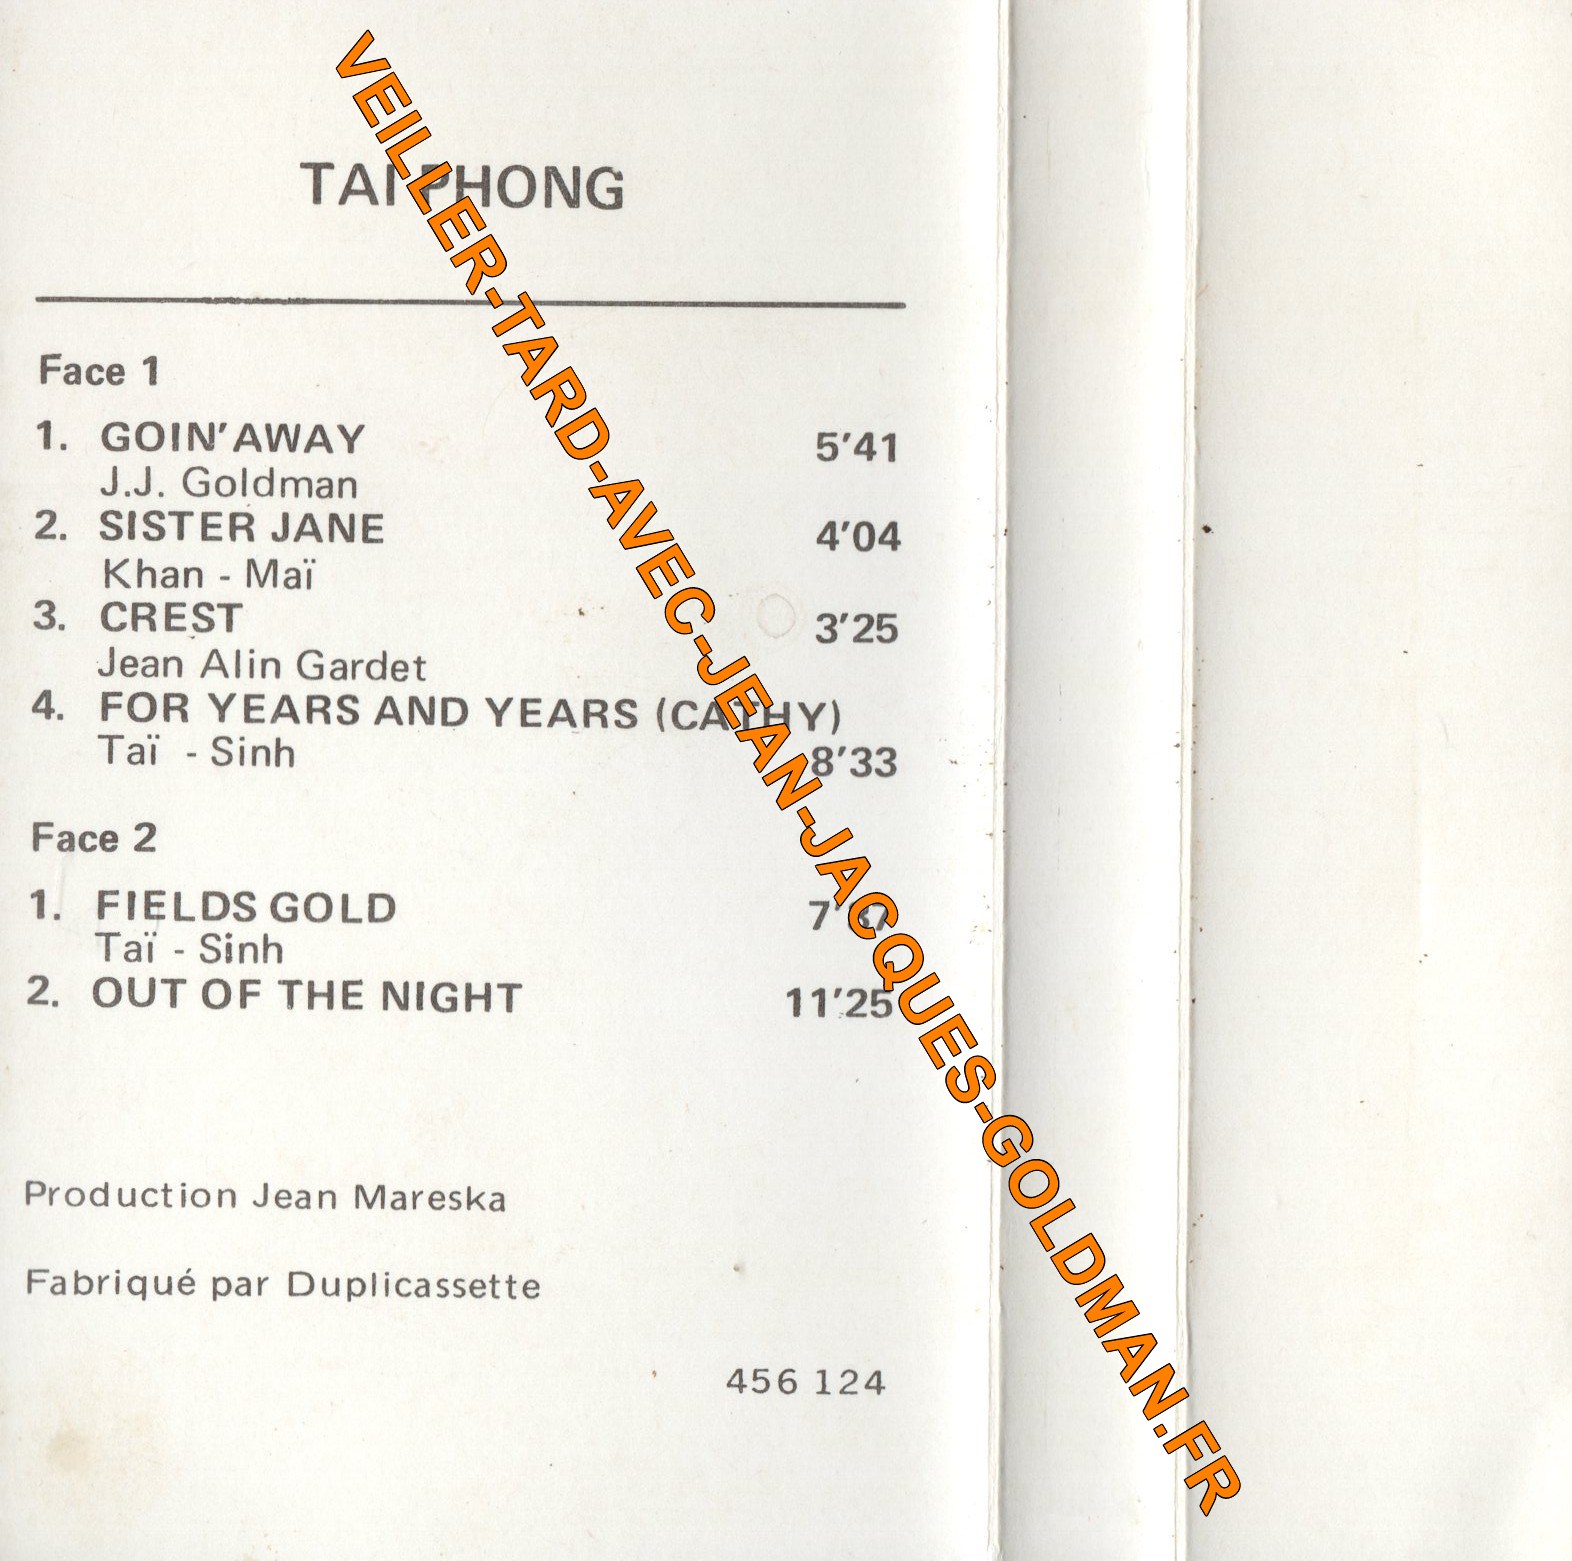 TAI PHONG
Face 1
1. GOIN' AWAY 5'41
J.J. Goldman
2. SISTER JANE 4'04
Khan - Maï
3. CREST 3'25
Jean Alin Gardet
4. FOR YEARS AND YEARS (CATHY)
Taï - Sinh 8'33
Face 2
1. FIELDS GOLD
Taï - Sinh
2. OUT OF THE NIGHT 11'25
Production Jean Mareska
Fabriqué par Duplicassette
456 124
VEILLER-TARD-AVEC-JEAN-JACQUES-GOLDMAN.FR